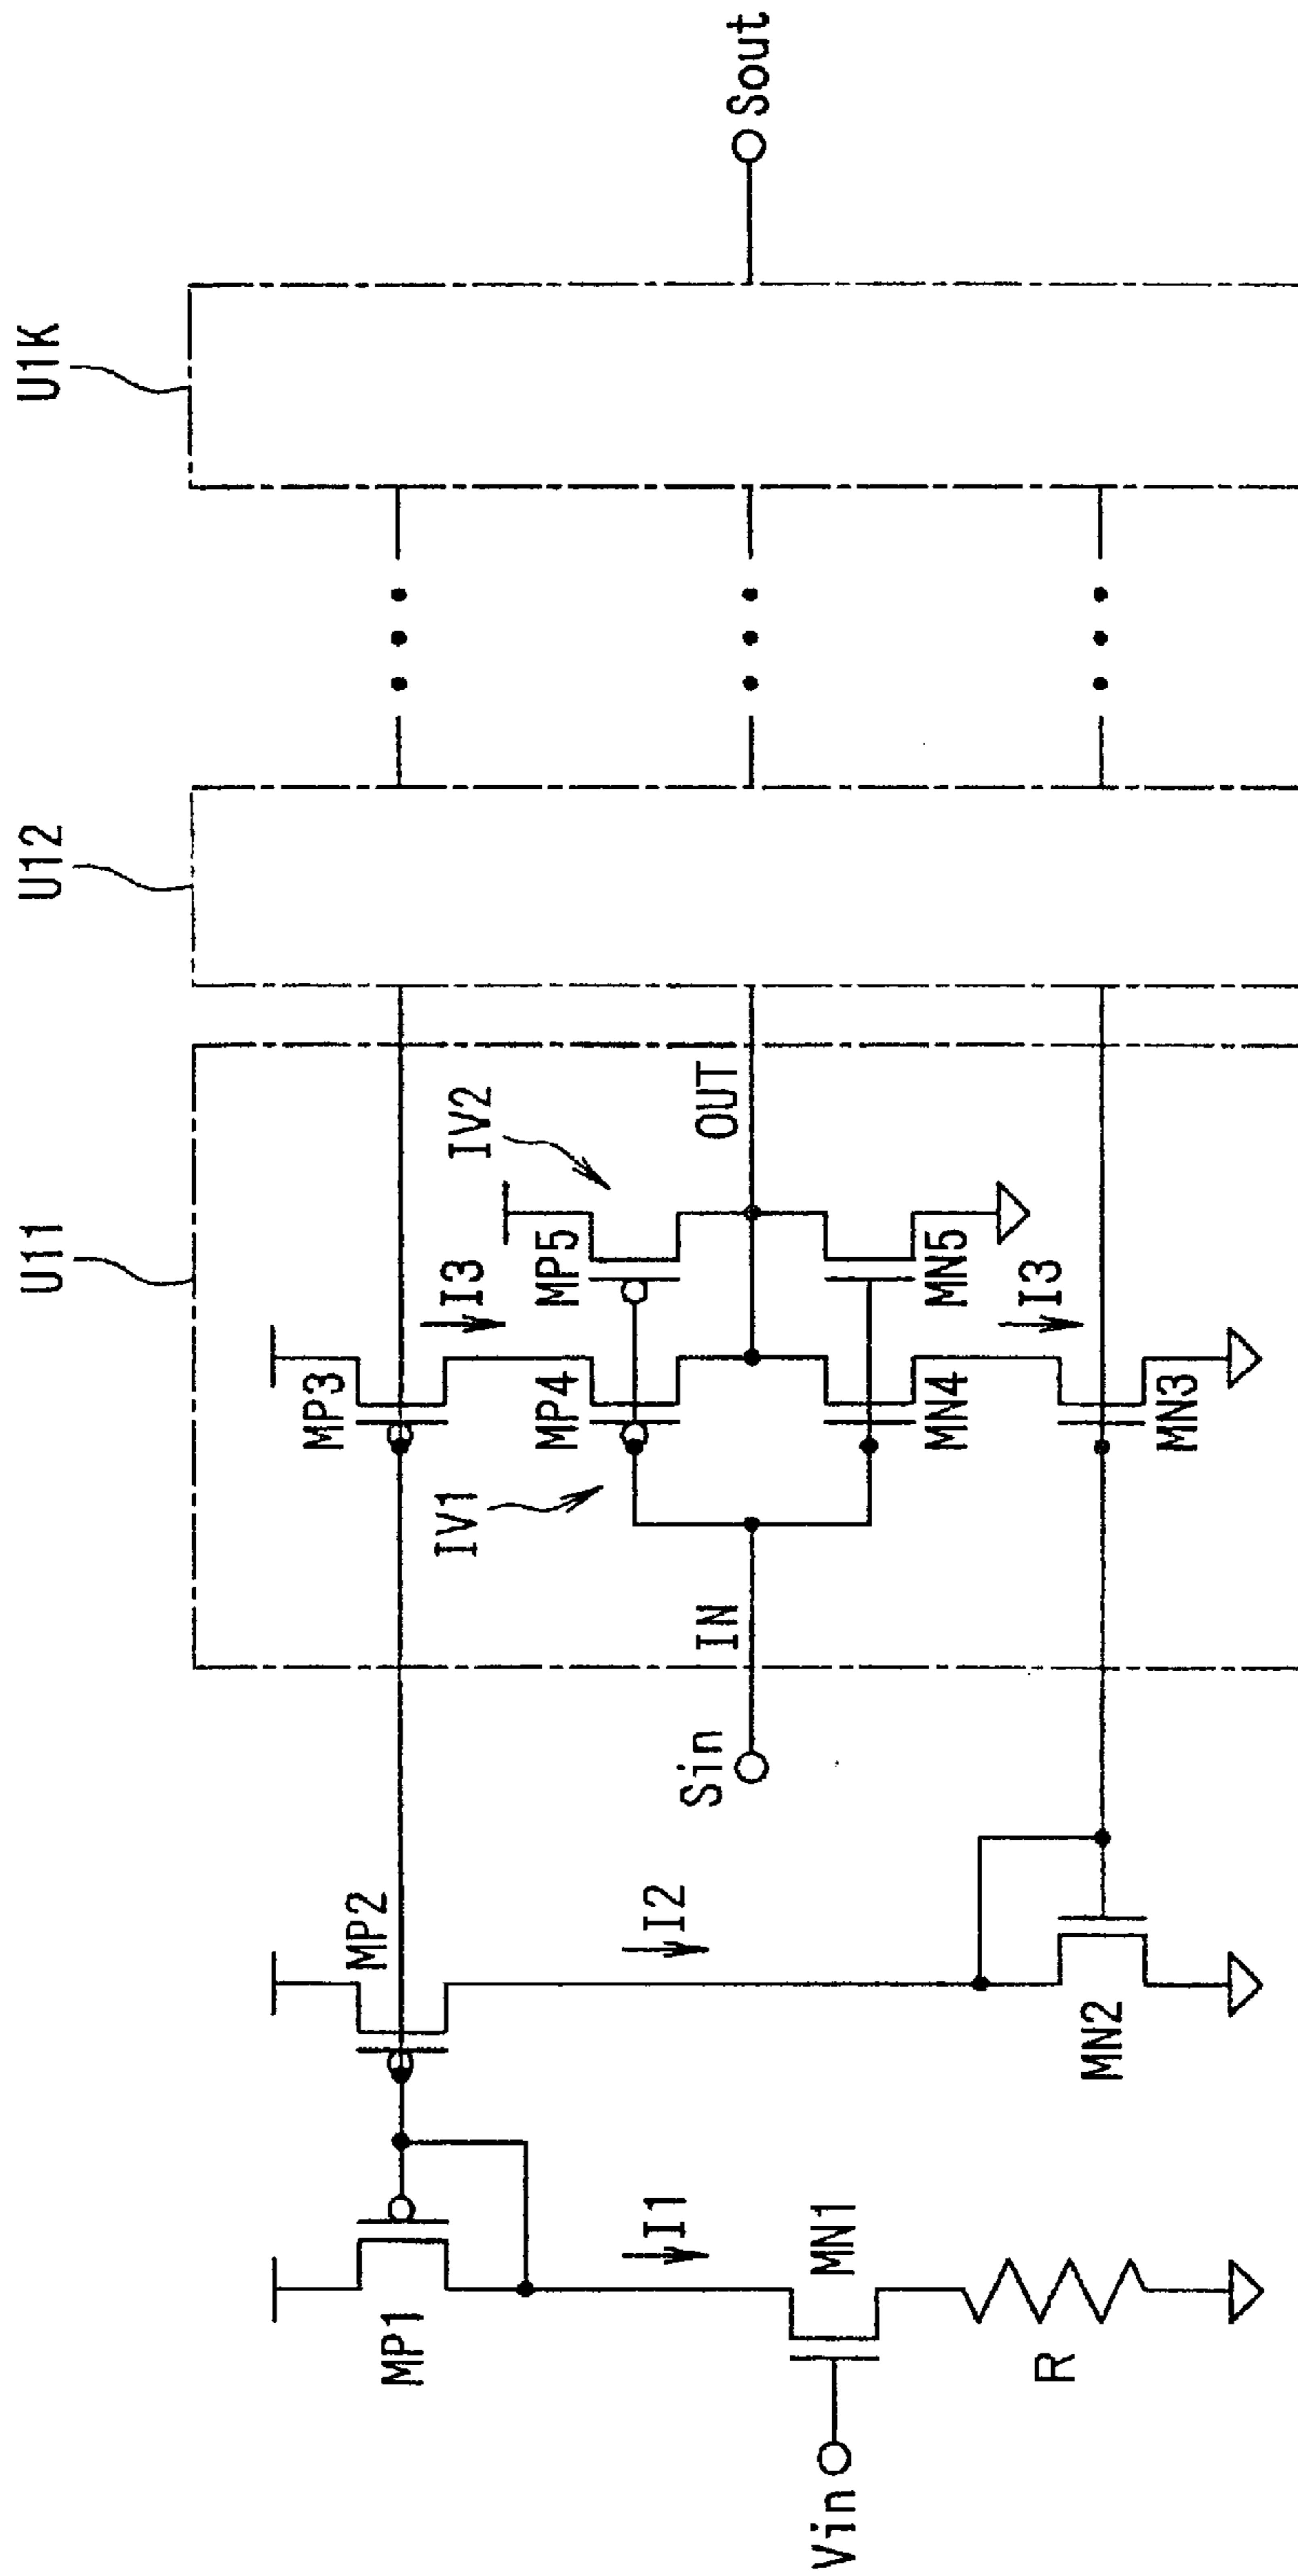 U11
U12
U1K
MP1
MP2
MP3
I3
IV1
IV2
MP4
MP5
I1
I2
Sin
IN
OUT
Sout
Vin
MN1
MN4
MN5
I3
R
MN2
MN3